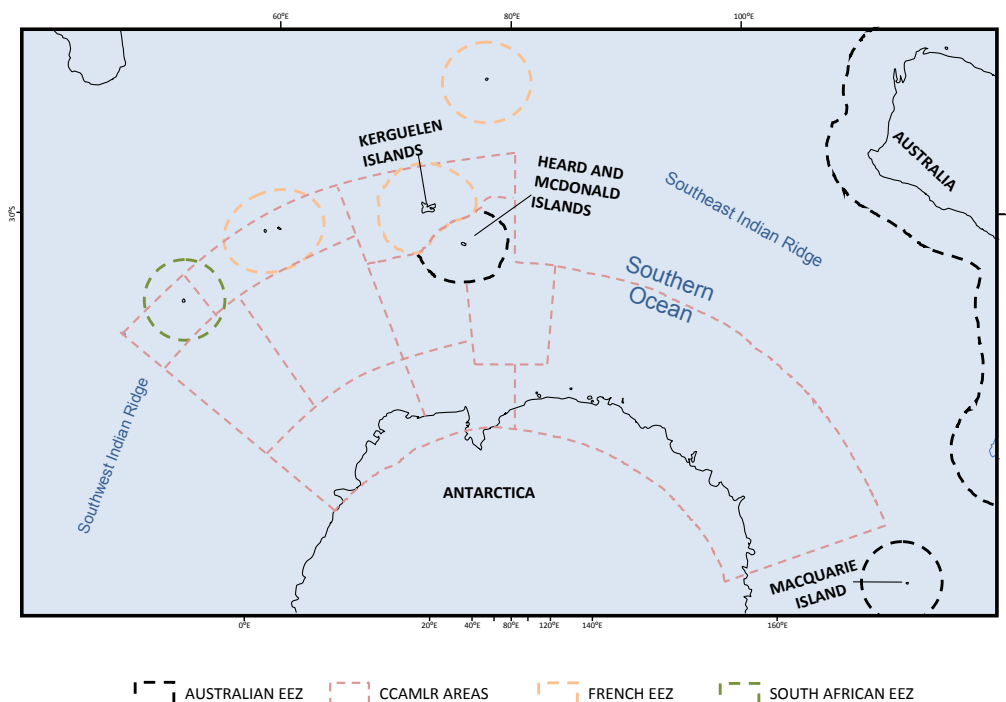 60°E 80°E 100°E
KERGUELEN
ISLANDS
HEARD AND
MCDONALD
ISLANDS
AUSTRALIA
30°S
Southeast Indian Ridge
Southern
Ocean
Southwest Indian Ridge
ANTARCTICA
MACQUARIE
ISLAND
0°E 20°E 40°E 80°E 120°E 140°E 160°E
AUSTRALIAN EEZ CCAMLR AREAS FRENCH EEZ SOUTH AFRICAN EEZ